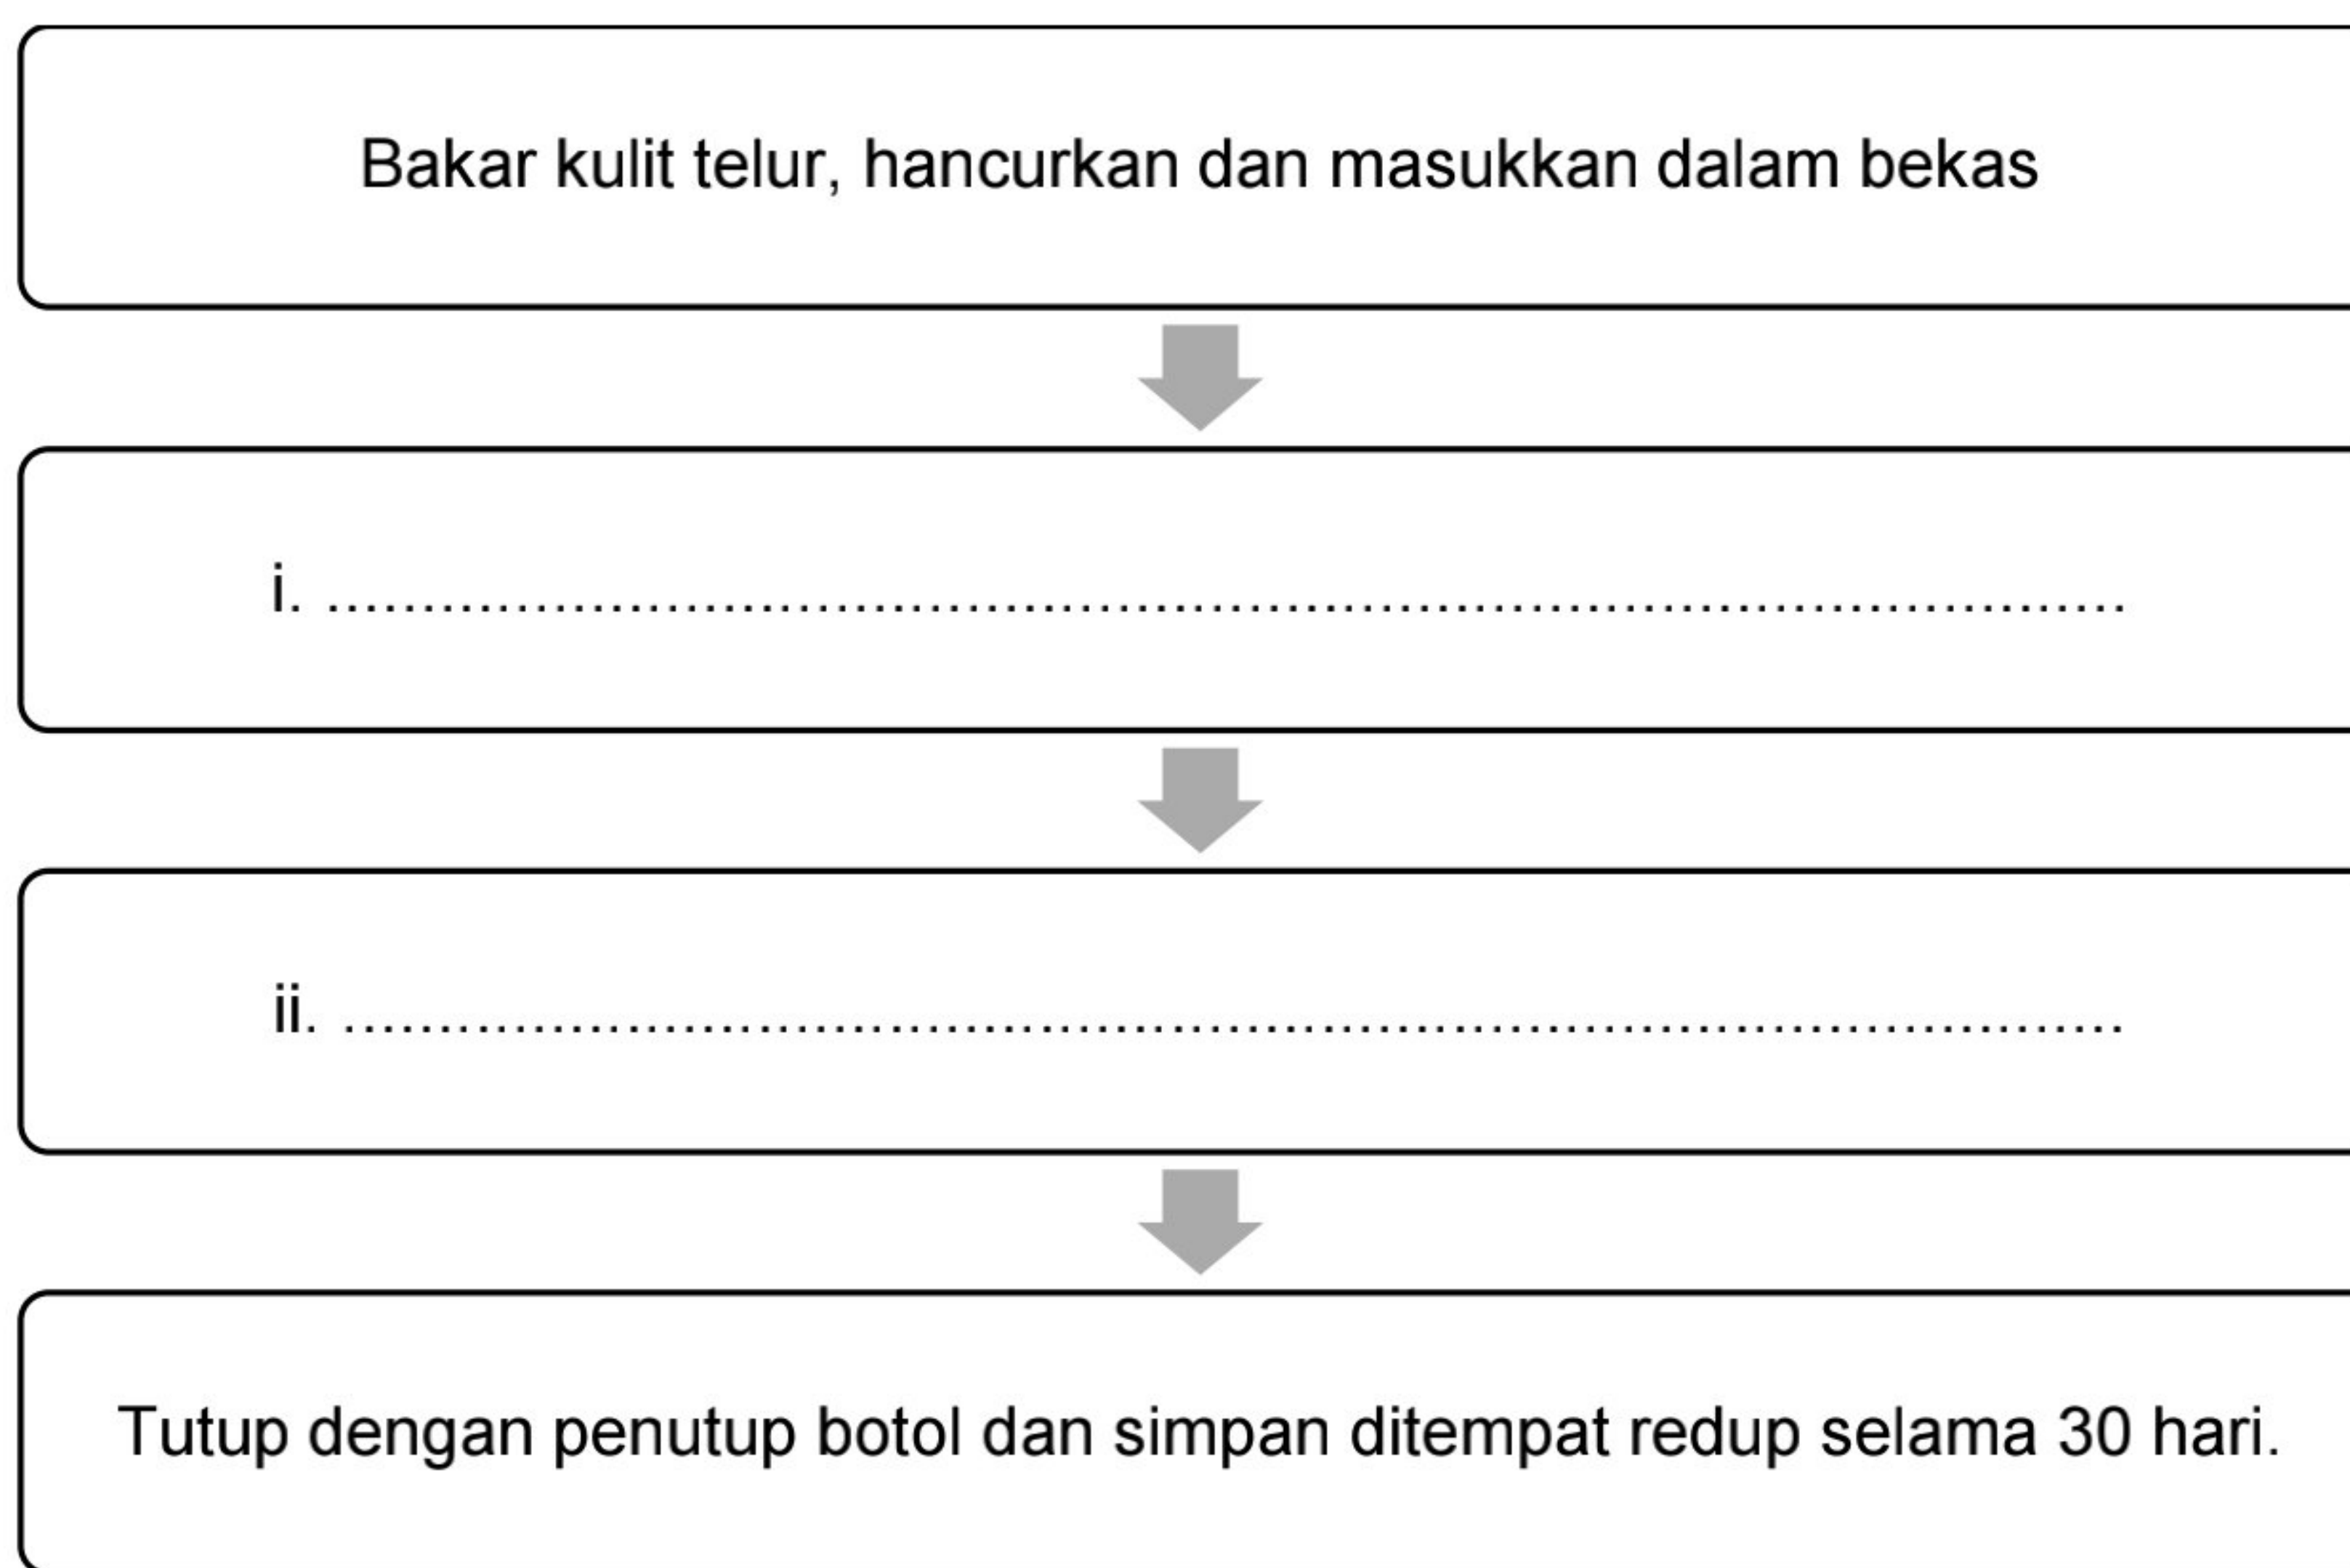 Bakar kulit telur, hancurkan dan masukkan dalam bekas
i. ................................................................................
ii. ................................................................................
Tutup dengan penutup botol dan simpan ditempat redup selama 30 hari.